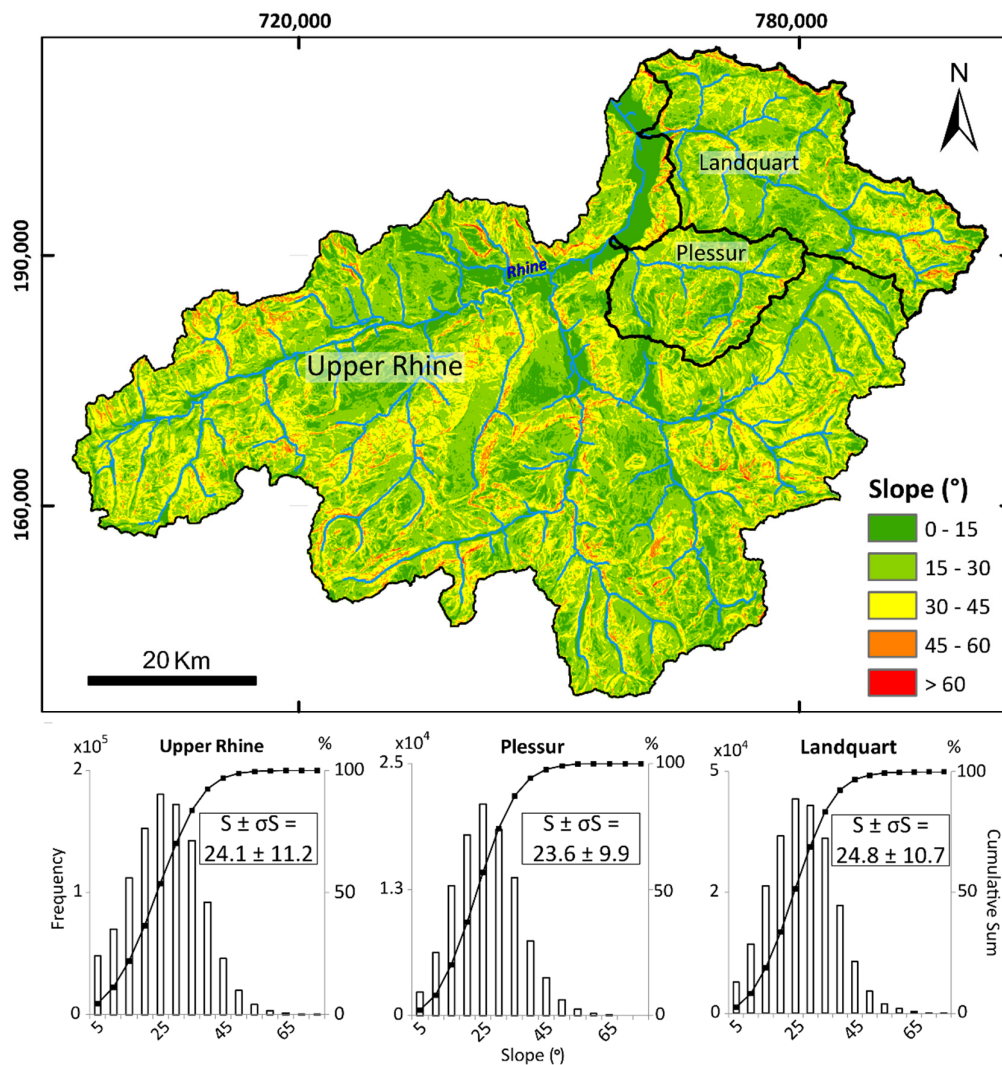 720,000 780,000
N
Landquart
190,000
Plessur
Rhine
Upper Rhine
160,000
Slope (°)
0 - 15
15 - 30
30 - 45
45 - 60
> 60
20 Km
x10⁵ Upper Rhine %
2 100
S ± σS =
24.1 ± 11.2
Frequency
1 50
0 0
5 25 45 65
x10⁴ Plessur %
2.5 100
S ± σS =
23.6 ± 9.9
1.3 50
0 0
5 25 45 65
Slope (°)
x10⁴ Landquart %
5 100
S ± σS =
24.8 ± 10.7
2 50
Cumulative Sum
0 0
5 25 45 65